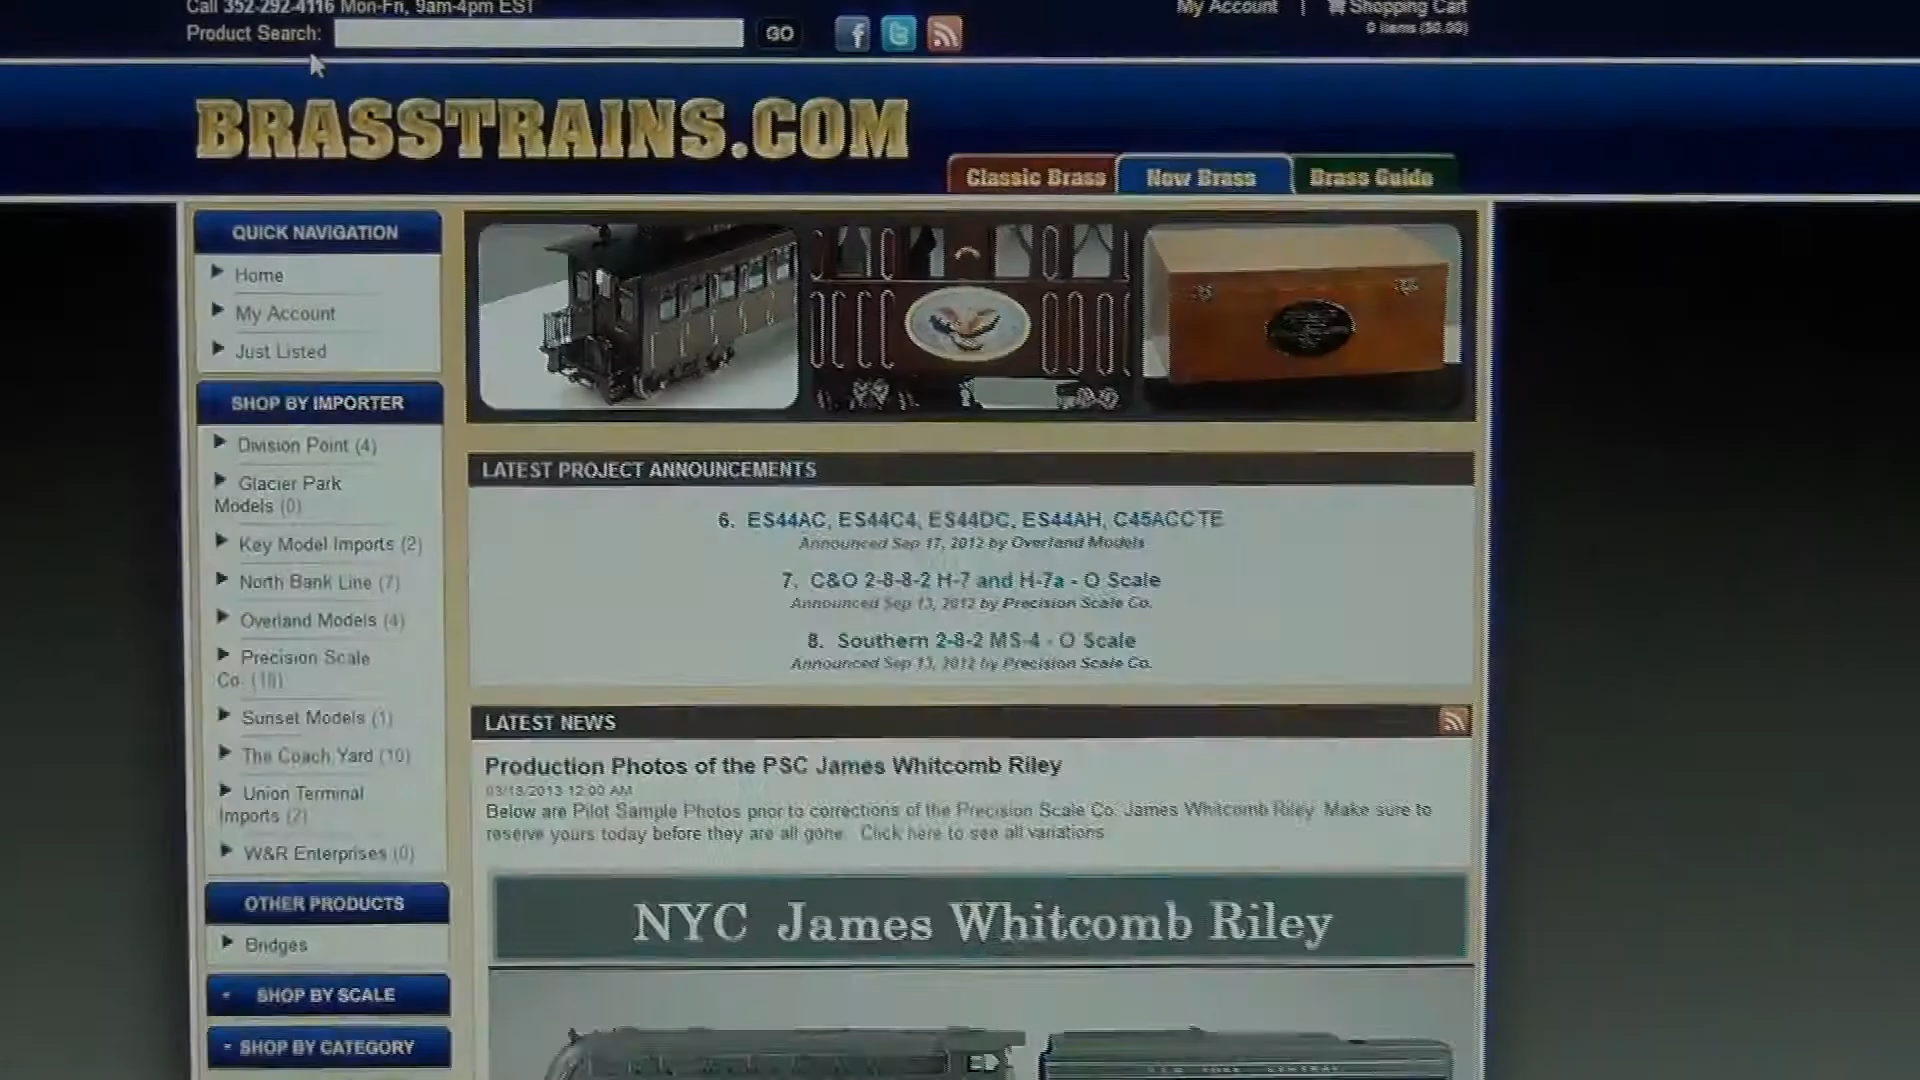 Call 352-292-4116 Mon-Fri, 9am-4pm EST
My Account | Shopping Cart
0 items ($0.00)
Product Search: GO
BRASSTRAINS.COM
Classic Brass New Brass Brass Guide
QUICK NAVIGATION
Home
My Account
Just Listed
SHOP BY IMPORTER
Division Point (4)
Glacier Park
Models (0)
Key Model Imports (2)
North Bank Line (7)
Overland Models (4)
Precision Scale
Co. (18)
Sunset Models (1)
The Coach Yard (10)
Union Terminal
Imports (2)
W&R Enterprises (0)
OTHER PRODUCTS
Bridges
SHOP BY SCALE
SHOP BY CATEGORY
LATEST PROJECT ANNOUNCEMENTS
6. ES44AC, ES44C4, ES44DC, ES44AH, C45ACCTE
Announced Sep 17, 2012 by Overland Models
7. C&O 2-8-8-2 H-7 and H-7a - O Scale
Announced Sep 13, 2012 by Precision Scale Co.
8. Southern 2-8-2 MS-4 - O Scale
Announced Sep 13, 2012 by Precision Scale Co.
LATEST NEWS
Production Photos of the PSC James Whitcomb Riley
03/18/2013 12:00 AM
Below are Pilot Sample Photos prior to corrections of the Precision Scale Co. James Whitcomb Riley. Make sure to
reserve yours today before they are all gone. Click here to see all variations
NYC James Whitcomb Riley
NEW YORK CENTRAL